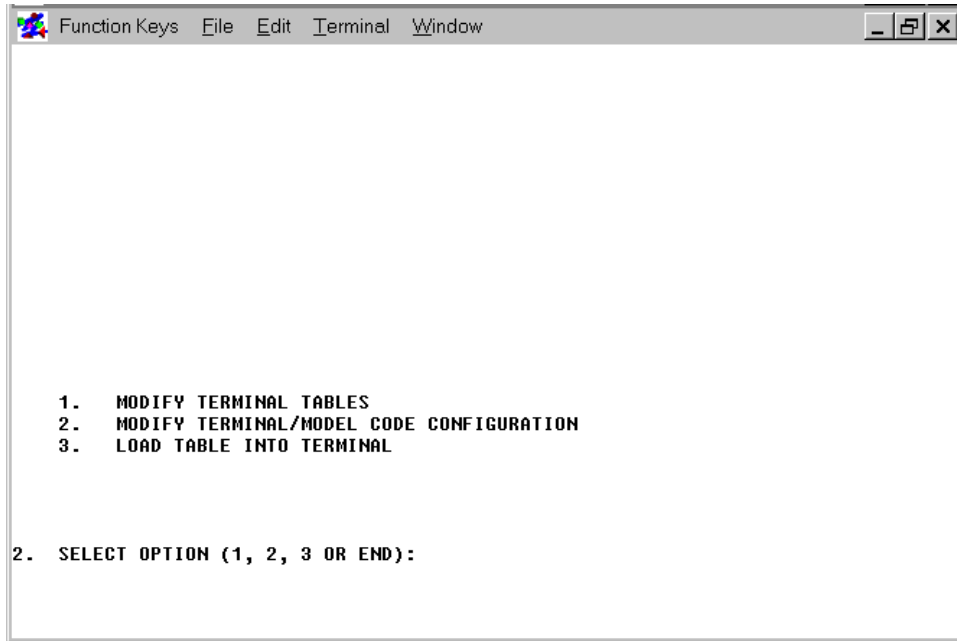 Function Keys File Edit Terminal Window
1. MODIFY TERMINAL TABLES
2. MODIFY TERMINAL/MODEL CODE CONFIGURATION
3. LOAD TABLE INTO TERMINAL
2. SELECT OPTION (1, 2, 3 OR END):